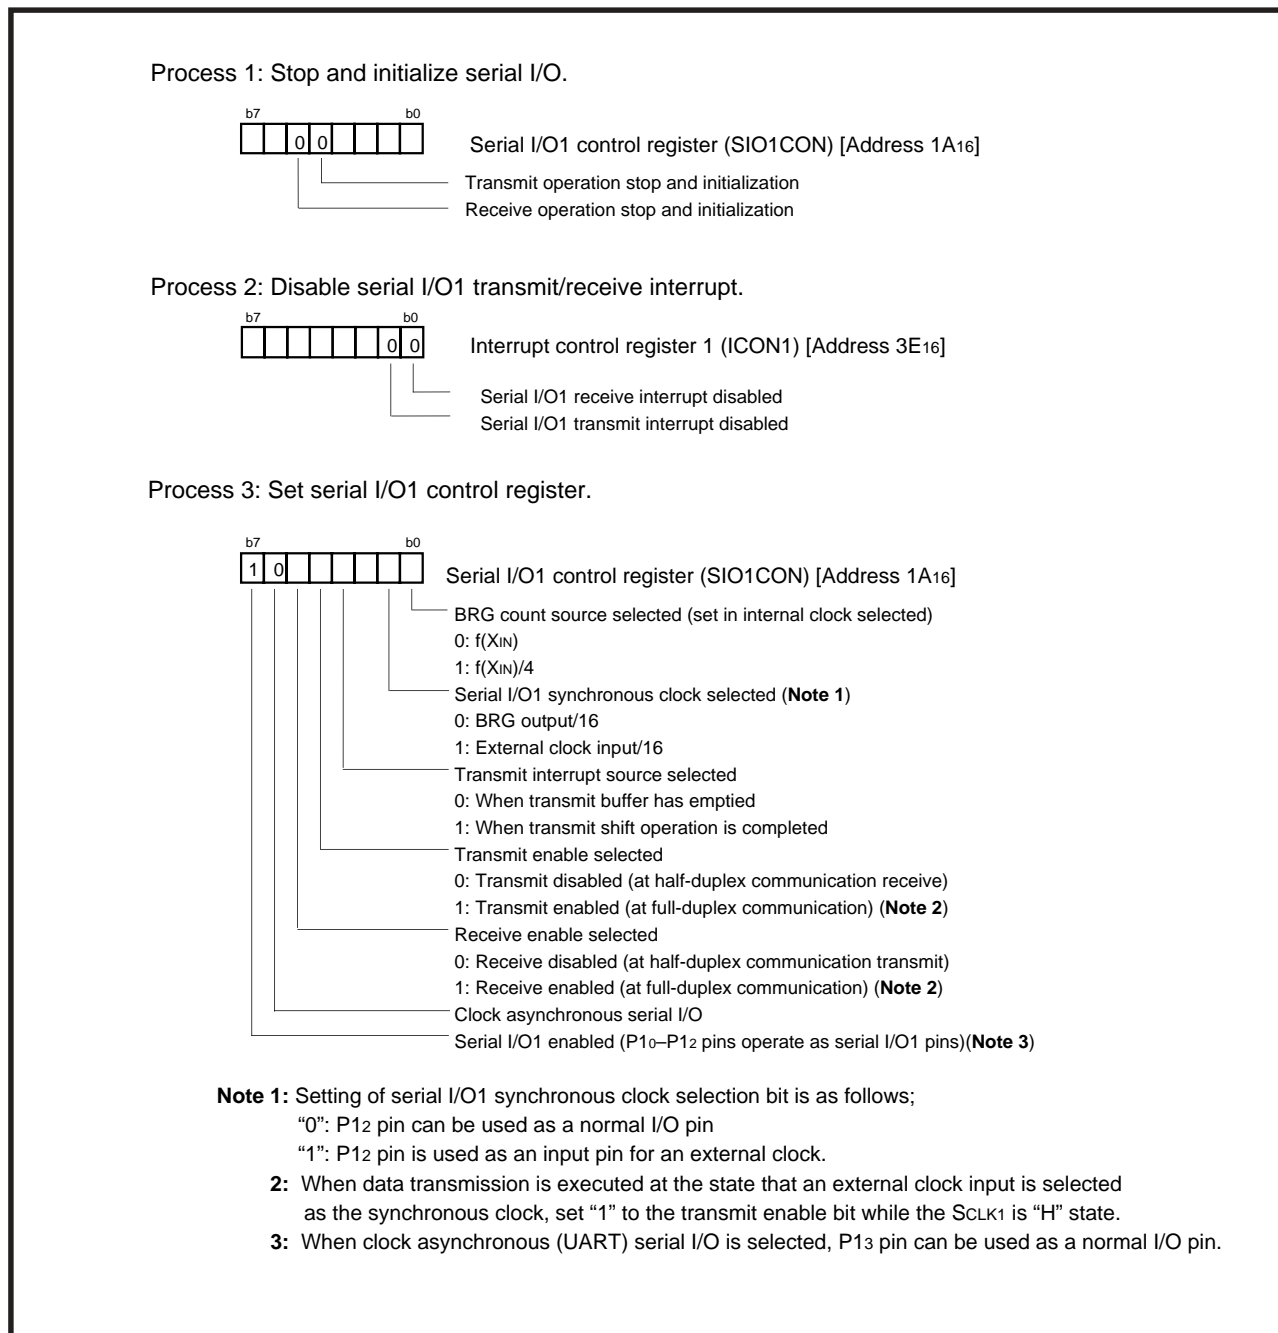 Process 1: Stop and initialize serial I/O.
b7 b0
0 0
Serial I/O1 control register (SIO1CON) [Address 1A16]
Transmit operation stop and initialization
Receive operation stop and initialization
Process 2: Disable serial I/O1 transmit/receive interrupt.
b7 b0
0 0
Interrupt control register 1 (ICON1) [Address 3E16]
Serial I/O1 receive interrupt disabled
Serial I/O1 transmit interrupt disabled
Process 3: Set serial I/O1 control register.
b7 b0
1 0
Serial I/O1 control register (SIO1CON) [Address 1A16]
BRG count source selected (set in internal clock selected)
0: f(XIN)
1: f(XIN)/4
Serial I/O1 synchronous clock selected (Note 1)
0: BRG output/16
1: External clock input/16
Transmit interrupt source selected
0: When transmit buffer has emptied
1: When transmit shift operation is completed
Transmit enable selected
0: Transmit disabled (at half-duplex communication receive)
1: Transmit enabled (at full-duplex communication) (Note 2)
Receive enable selected
0: Receive disabled (at half-duplex communication transmit)
1: Receive enabled (at full-duplex communication) (Note 2)
Clock asynchronous serial I/O
Serial I/O1 enabled (P10–P12 pins operate as serial I/O1 pins)(Note 3)
Note 1: Setting of serial I/O1 synchronous clock selection bit is as follows;
“0”: P12 pin can be used as a normal I/O pin
“1”: P12 pin is used as an input pin for an external clock.
2: When data transmission is executed at the state that an external clock input is selected
as the synchronous clock, set “1” to the transmit enable bit while the SCLK1 is “H” state.
3: When clock asynchronous (UART) serial I/O is selected, P13 pin can be used as a normal I/O pin.